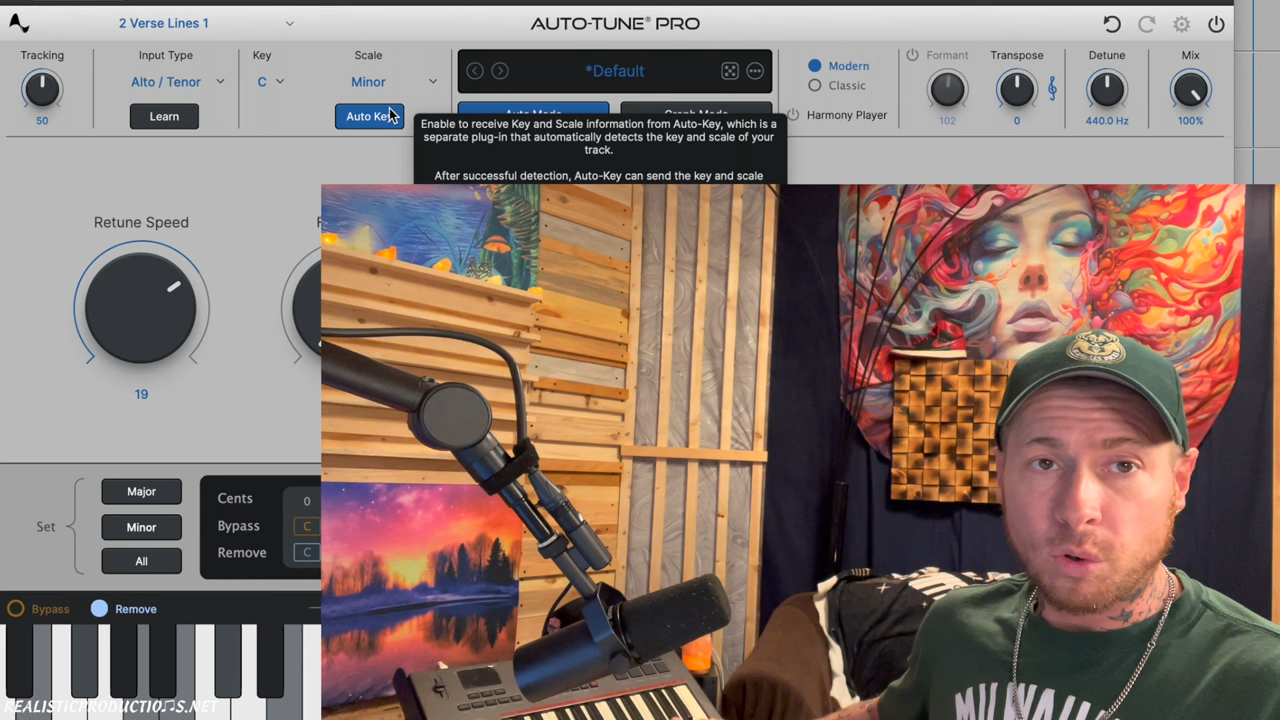 2 Verse Lines 1
AUTO-TUNE® PRO
Tracking
Input Type
Key
Scale
Alto / Tenor
C
Minor
*Default
Modern
Classic
Formant
Transpose
Detune
Mix
50
Learn
Auto Key
Harmony Player
102
0
440.0 Hz
100%
Enable to receive Key and Scale information from Auto-Key, which is a
separate plug-in that automatically detects the key and scale of your
track.
After successful detection, Auto-Key can send the key and scale
Retune Speed
19
Set
Major
Minor
All
Cents
0
Bypass
C
Remove
C
Bypass
Remove
REALISTICPRODUCTIONS.NET